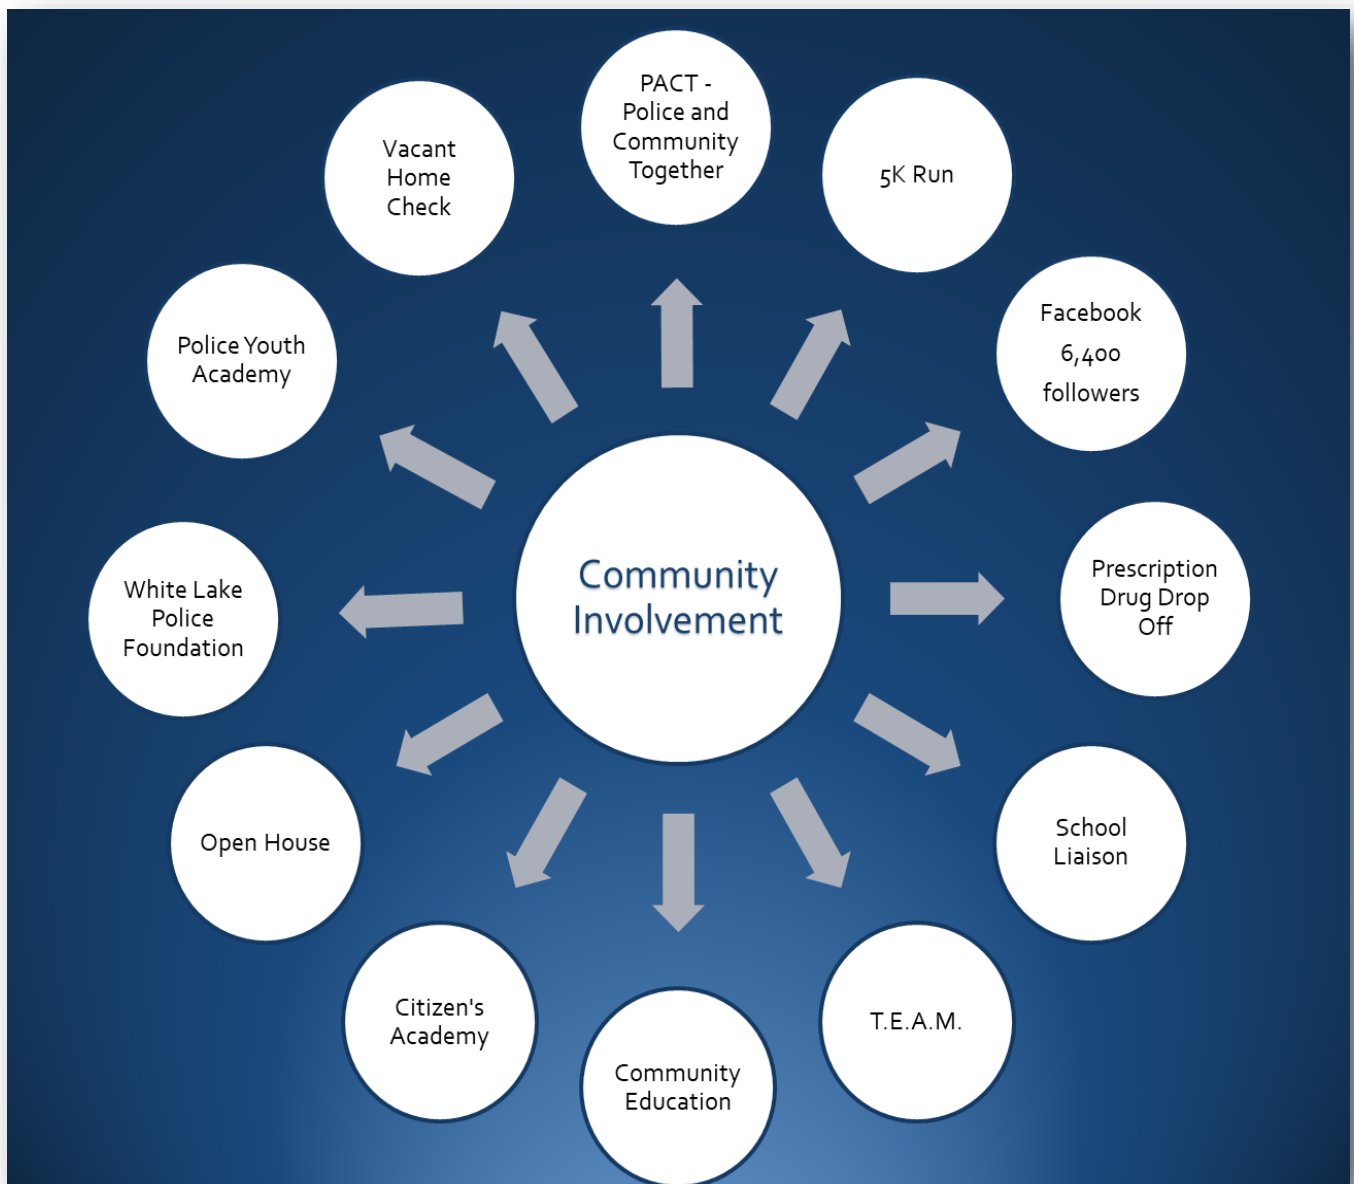 PACT -
Police and
Community
Together
5K Run
Facebook
6,400
followers
Prescription
Drug Drop
Off
School
Liaison
T.E.A.M.
Community
Education
Citizen's
Academy
Open House
White Lake
Police
Foundation
Police Youth
Academy
Vacant
Home
Check
Community
Involvement